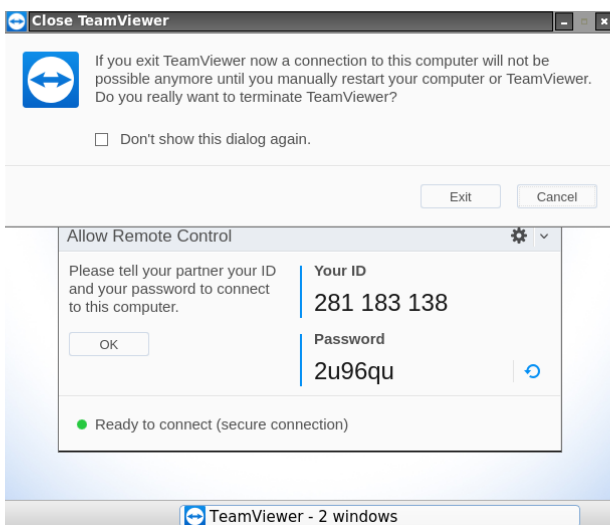 Close TeamViewer
If you exit TeamViewer now a connection to this computer will not be
possible anymore until you manually restart your computer or TeamViewer.
Do you really want to terminate TeamViewer?
Don't show this dialog again.
Exit Cancel
Allow Remote Control
Please tell your partner your ID
and your password to connect
to this computer.
OK
Your ID
281 183 138
Password
2u96qu
Ready to connect (secure connection)
TeamViewer - 2 windows